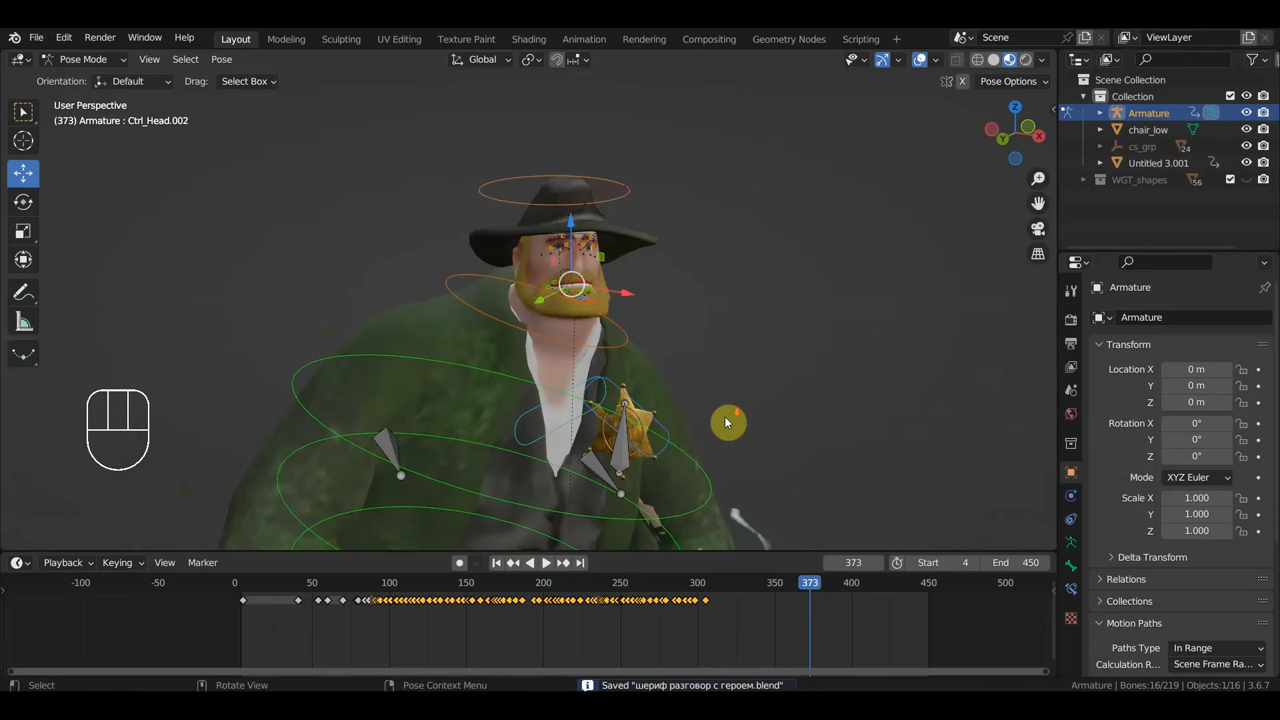 File Edit Render Window Help Layout Modeling Sculpting UV Editing Texture Paint Shading Animation Rendering Compositing Geometry Nodes Scripting + Scene ViewLayer
Pose Mode View Select Pose Global Scene Collection
Orientation: Default Drag: Select Box X Pose Options Collection
User Perspective
(373) Armature : Ctrl_Head.002
Armature
chair_low
cs_grp 24
Untitled 3.001
WGT_shapes 56
Z
X
Y
Armature
Armature
Transform
Location X 0 m
Y 0 m
Z 0 m
Rotation X 0°
Y 0°
Z 0°
Mode XYZ Euler
Scale X 1.000
Y 1.000
Z 1.000
Delta Transform
Relations
Collections
Motion Paths
Paths Type In Range
Calculation R... Scene Frame Ra...
Playback Keying View Marker 373 Start 4 End 450
-100 0 50 100 150 200 250 300 350 373 400 450 500
Select Rotate View Pose Context Menu Saved "шериф разговор с героем.blend" Armature | Bones:16/219 | Objects:1/16 | 3.6.7